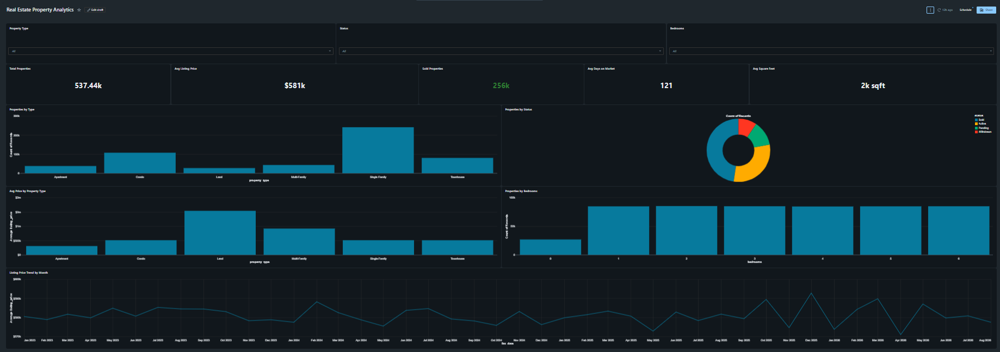 Real Estate Property Analytics
Edit draft
12h ago
Schedule
Share
Property Type
Status
Bedrooms
All
All
All
Total Properties
Avg Listing Price
Sold Properties
Avg Days on Market
Avg Square Feet
537.44k
$581k
256k
121
2k sqft
Properties by Type
300k
200k
100k
0
Count of Records
Apartment
Condo
Land
Multi-Family
Single Family
Townhouse
property_type
Properties by Status
Count of Records
status
Sold
Active
Pending
Withdrawn
Avg Price by Property Type
$2m
$2m
$1m
$500k
$0
Average listing_price
Apartment
Condo
Land
Multi-Family
Single Family
Townhouse
property_type
Properties by Bedrooms
100k
50k
0
Count of Records
0
1
2
3
4
5
6
bedrooms
Listing Price Trend by Month
$600k
$590k
$580k
$570k
Average listing_price
Jan 2023
Feb 2023
Mar 2023
Apr 2023
May 2023
Jun 2023
Jul 2023
Aug 2023
Sep 2023
Oct 2023
Nov 2023
Dec 2023
Jan 2024
Feb 2024
Mar 2024
Apr 2024
May 2024
Jun 2024
Jul 2024
Aug 2024
Sep 2024
Oct 2024
Nov 2024
Dec 2024
Jan 2025
Feb 2025
Mar 2025
Apr 2025
May 2025
Jun 2025
Jul 2025
Aug 2025
Sep 2025
Oct 2025
Nov 2025
Dec 2025
Jan 2026
Feb 2026
Mar 2026
Apr 2026
May 2026
Jun 2026
Jul 2026
Aug 2026
list_date